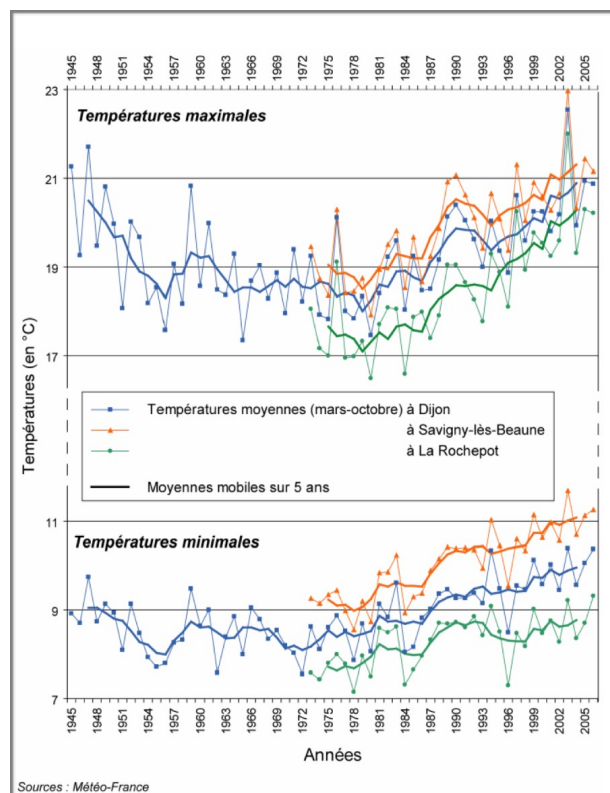 1945 1948 1951 1954 1957 1960 1963 1966 1969 1972 1975 1978 1981 1984 1987 1990 1993 1996 1999 2002 2005
23
Températures maximales
21
19
17
Températures (en °C)
Températures moyennes (mars-octobre) à Dijon
à Savigny-lès-Beaune
à La Rochepot
Moyennes mobiles sur 5 ans
Températures minimales
11
9
7
1945 1948 1951 1954 1957 1960 1963 1966 1969 1972 1975 1978 1981 1984 1987 1990 1993 1996 1999 2002 2005
Années
Sources : Météo-France